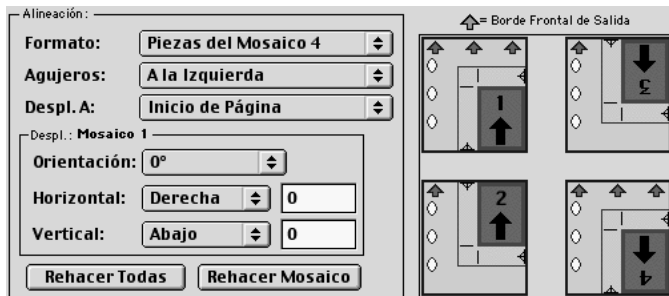 Alineación:
Formato: Piezas del Mosaico 4
Agujeros: A la Izquierda
Despl. A: Inicio de Página
Despl.: Mosaico 1
Orientación: 0°
Horizontal: Derecha 0
Vertical: Abajo 0
Rehacer Todas Rehacer Mosaico
= Borde Frontal de Salida
1 3
2 4